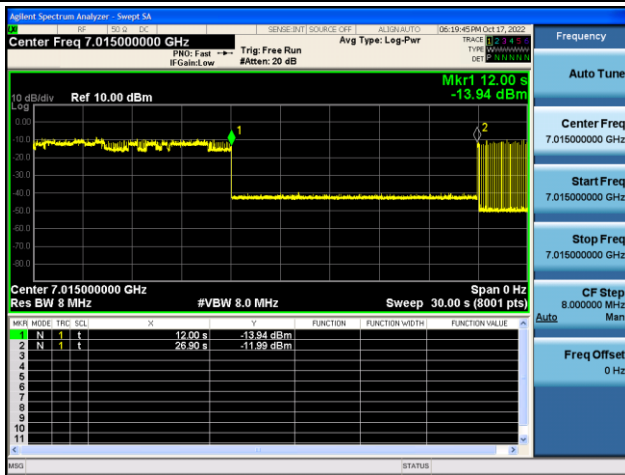 Agilent Spectrum Analyzer - Swept SA
RF 50 Ω DC SENSE:INT SOURCE OFF ALIGN AUTO 06:19:45 PM Oct 17, 2022
Center Freq 7.015000000 GHz
PNO: Fast
IFGain:Low
Trig: Free Run
#Atten: 20 dB
Avg Type: Log-Pwr
TRACE 1 2 3 4 5 6
TYPE
DET P N N N N N
Mkr1 12.00 s
-13.94 dBm
10 dB/div Ref 10.00 dBm
Log
0.00
-10.0
-20.0
-30.0
-40.0
-50.0
-60.0
-70.0
-80.0
1
2
Center 7.015000000 GHz Span 0 Hz
Res BW 8 MHz #VBW 8.0 MHz Sweep 30.00 s (8001 pts)
MKR MODE TRC SCL X Y FUNCTION FUNCTION WIDTH FUNCTION VALUE
1 N 1 t 12.00 s -13.94 dBm
2 N 1 t 26.90 s -11.99 dBm
3
4
5
6
7
8
9
10
11
MSG STATUS
Frequency
Auto Tune
Center Freq
7.015000000 GHz
Start Freq
7.015000000 GHz
Stop Freq
7.015000000 GHz
CF Step
8.000000 MHz
Auto Man
Freq Offset
0 Hz